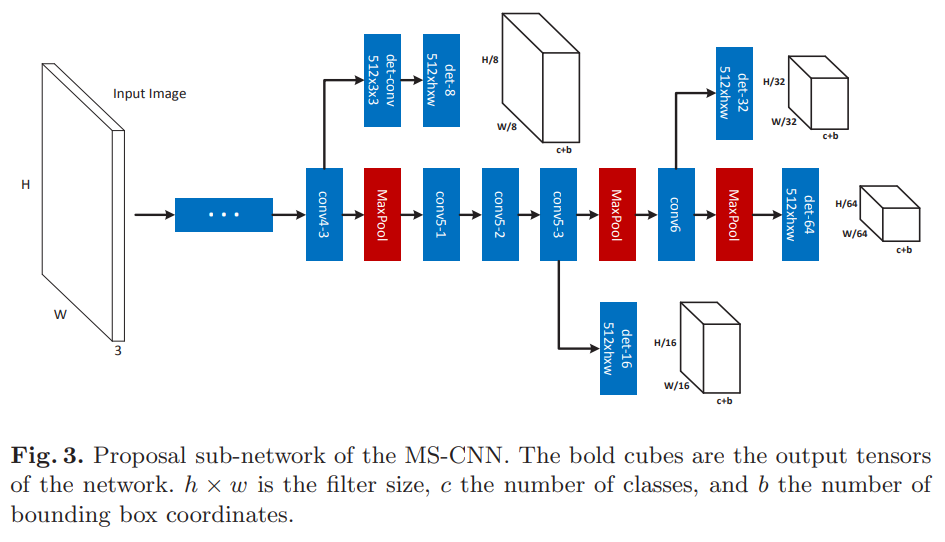 Input Image
H
W
3
...
det-conv
512x3x3
det-8
512xhxw
H/8
W/8
c+b
conv4-3
MaxPool
conv5-1
conv5-2
conv5-3
MaxPool
conv6
MaxPool
det-64
512xhxw
H/64
W/64
c+b
det-32
512xhxw
H/32
W/32
c+b
det-16
512xhxw
H/16
W/16
c+b
Fig. 3. Proposal sub-network of the MS-CNN. The bold cubes are the output tensors
of the network. h × w is the filter size, c the number of classes, and b the number of
bounding box coordinates.